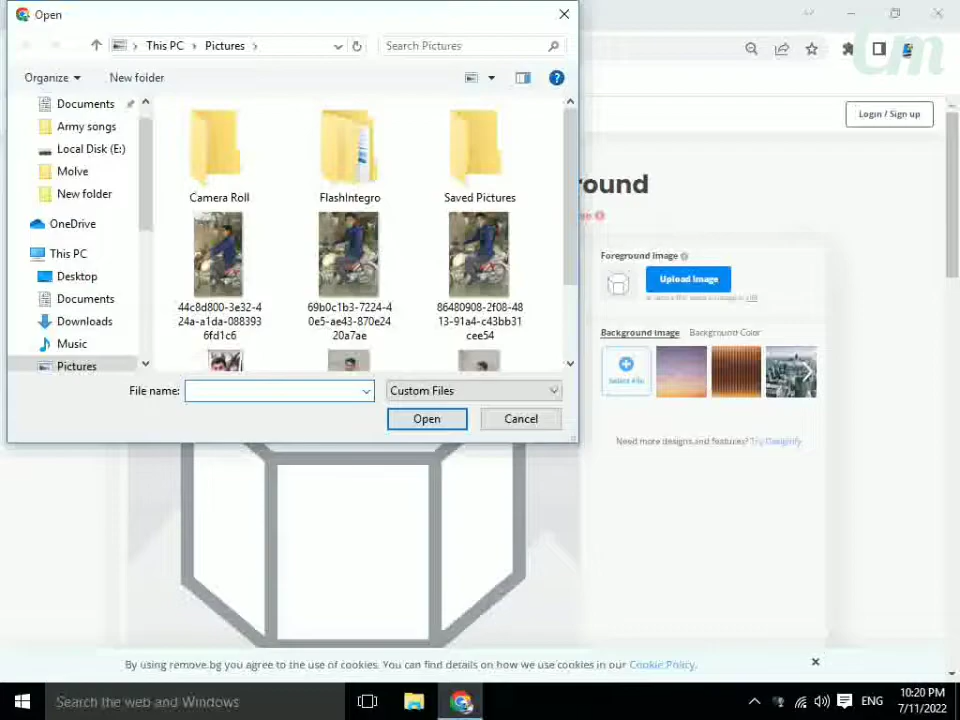 Open
This PC > Pictures >
Search Pictures
Organize
New folder
Documents
Army songs
Local Disk (E:)
Molve
New folder
OneDrive
This PC
Desktop
Documents
Downloads
Music
Pictures
Camera Roll
FlashIntegro
Saved Pictures
44c8d800-3e32-4
24a-a1da-088393
6fd1c6
69b0c1b3-7224-4
0e5-ae43-870e24
20a7ae
86480908-2f08-48
13-91a4-c43bb31
cee54
File name:
Custom Files
Open
Cancel
Cm
Login / Sign up
round
Foreground Image
Upload Image
Background Image
Background Color
Select File
Need more designs and features? Try Designify
By using remove.bg you agree to the use of cookies. You can find details on how we use cookies in our Cookie Policy.
Search the web and Windows
ENG
10:20 PM
7/11/2022